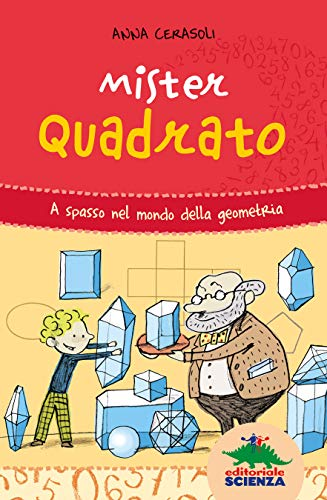 ANNA CERASOLI
Mister
Quadrato
A spasso nel mondo della geometria
editoriale
SCIENZA